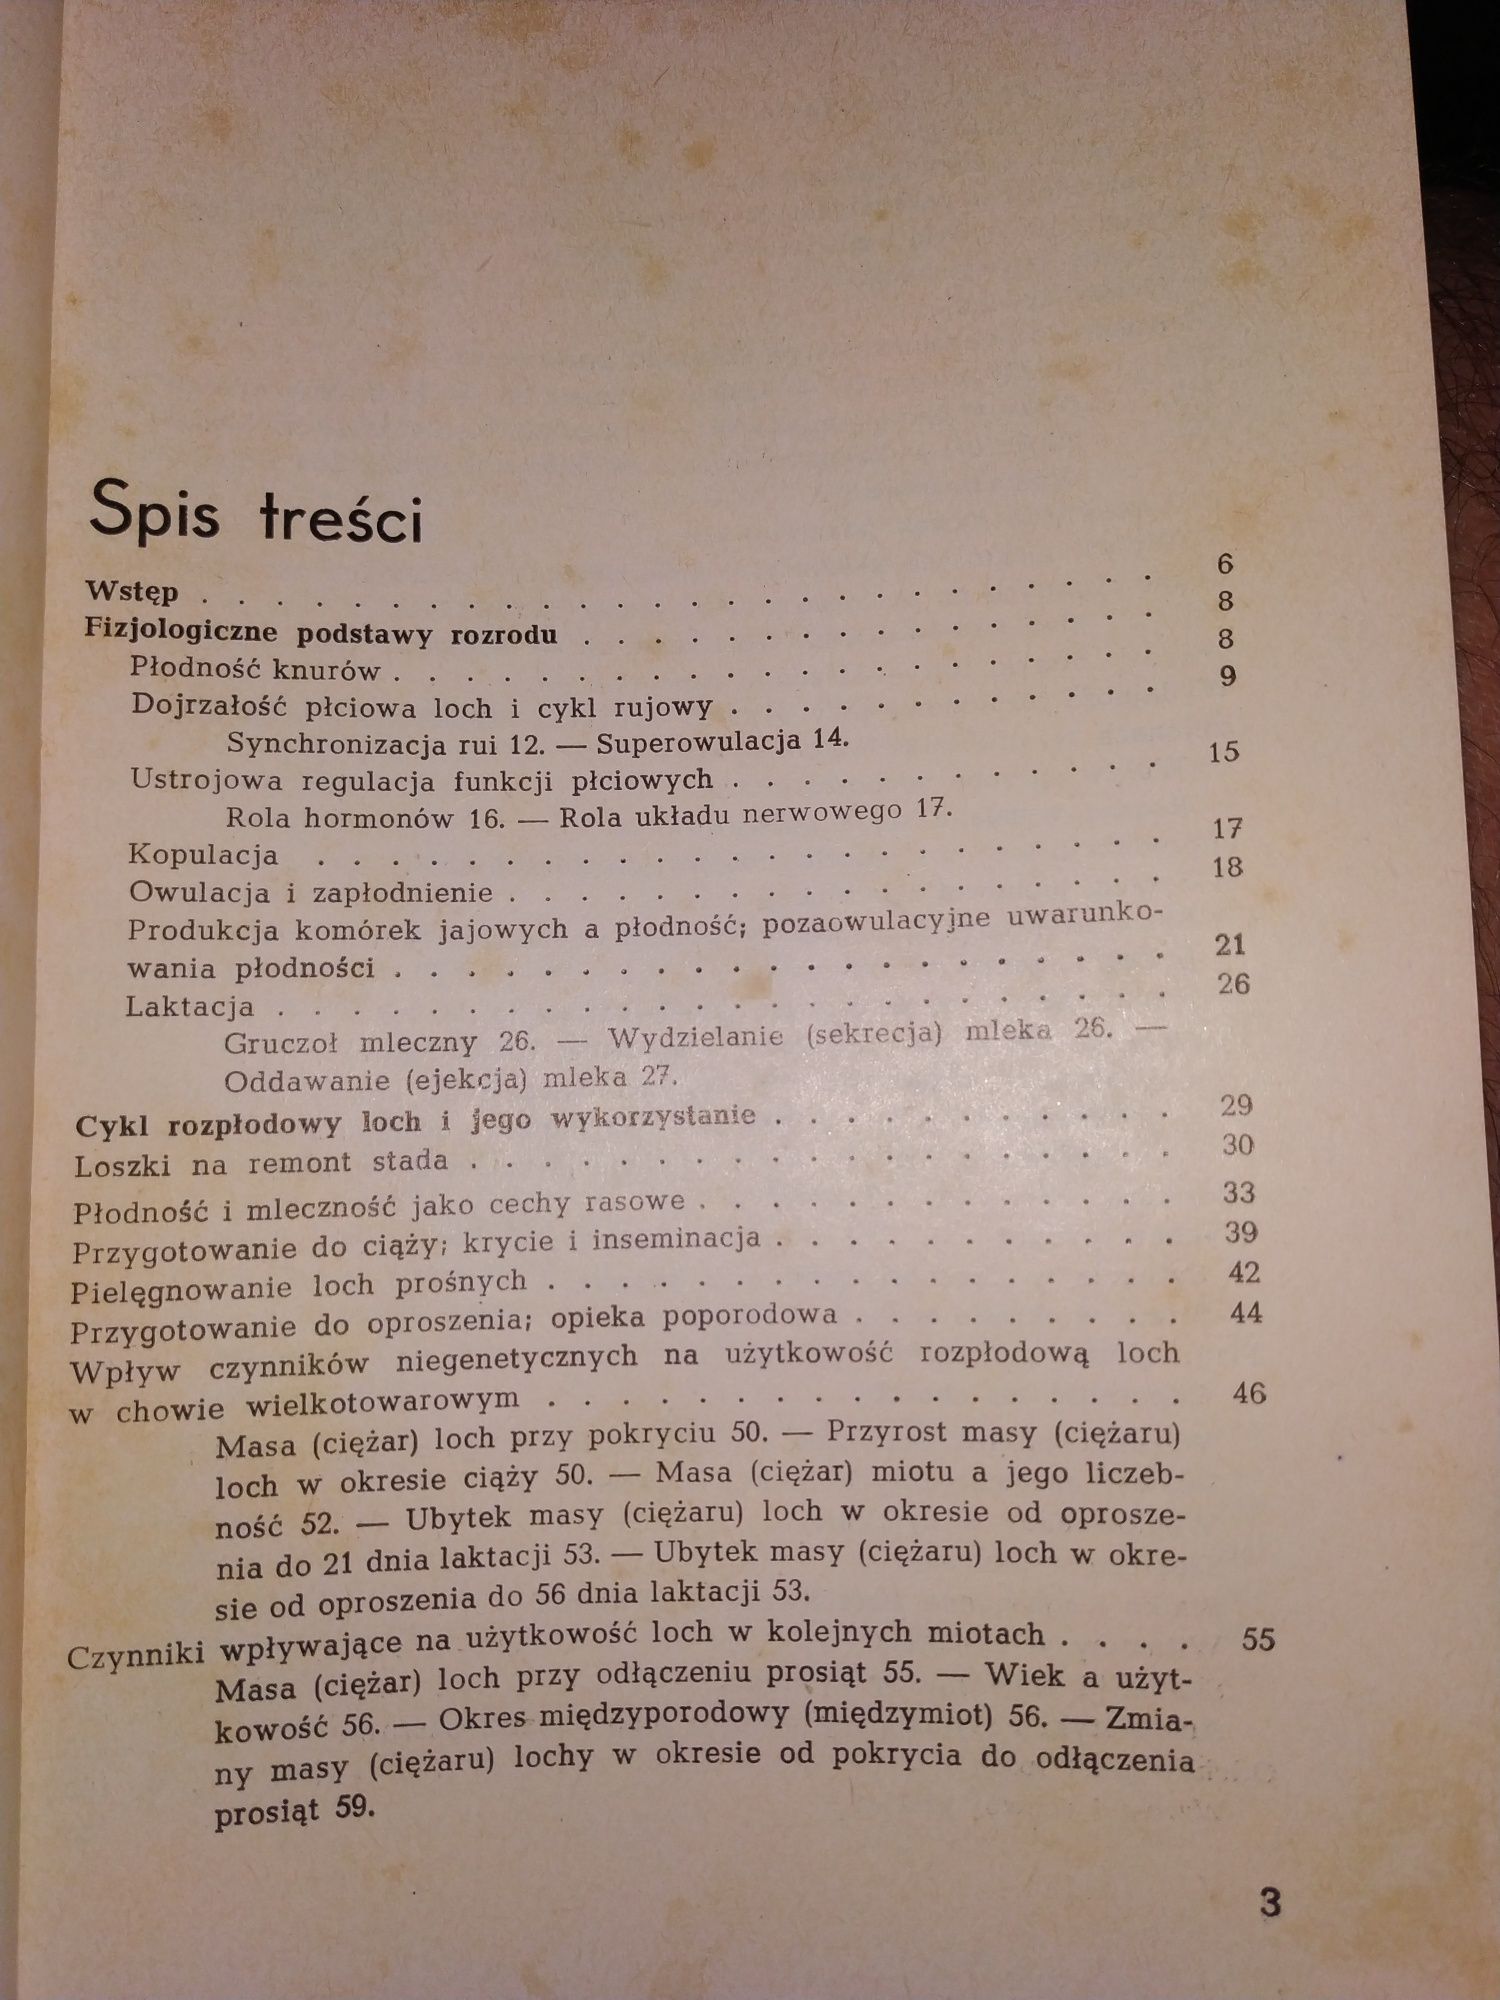 Spis treści
Wstęp . . . . . . . . . . . . . . . . . . . . . . . . . . 6
Fizjologiczne podstawy rozrodu . . . . . . . . . . . . . . . . 8
Płodność knurów . . . . . . . . . . . . . . . . . . . . . 8
Dojrzałość płciowa loch i cykl rujowy . . . . . . . . . . . . 9
Synchronizacja rui 12. — Superowulacja 14.
Ustrojowa regulacja funkcji płciowych . . . . . . . . . . . . 15
Rola hormonów 16. — Rola układu nerwowego 17.
Kopulacja . . . . . . . . . . . . . . . . . . . . . . . 17
Owulacja i zapłodnienie . . . . . . . . . . . . . . . . . . 18
Produkcja komórek jajowych a płodność; pozaowulacyjne uwarunko-
wania płodności . . . . . . . . . . . . . . . . . . . . . 21
Laktacja . . . . . . . . . . . . . . . . . . . . . . . . 26
Gruczoł mleczny 26. — Wydzielanie (sekrecja) mleka 26. —
Oddawanie (ejekcja) mleka 27.
Cykl rozpłodowy loch i jego wykorzystanie . . . . . . . . . . . 29
Loszki na remont stada . . . . . . . . . . . . . . . . . . . 30
Płodność i mleczność jako cechy rasowe . . . . . . . . . . . . . 33
Przygotowanie do ciąży; krycie i inseminacja . . . . . . . . . . . 39
Pielęgnowanie loch prośnych . . . . . . . . . . . . . . . . . 42
Przygotowanie do oproszenia; opieka poporodowa . . . . . . . . . 44
Wpływ czynników niegenetycznych na użytkowość rozpłodową loch
w chowie wielkotowarowym . . . . . . . . . . . . . . . . . . 46
Masa (ciężar) loch przy pokryciu 50. — Przyrost masy (ciężaru)
loch w okresie ciąży 50. — Masa (ciężar) miotu a jego liczeb-
ność 52. — Ubytek masy (ciężaru) loch w okresie od oprosze-
nia do 21 dnia laktacji 53. — Ubytek masy (ciężaru) loch w okre-
sie od oproszenia do 56 dnia laktacji 53.
Czynniki wpływające na użytkowość loch w kolejnych miotach . . . . 55
Masa (ciężar) loch przy odłączeniu prosiąt 55. — Wiek a użyt-
kowość 56. — Okres międzyporodowy (międzymiot) 56. — Zmia-
ny masy (ciężaru) lochy w okresie od pokrycia do odłączenia
prosiąt 59.
3